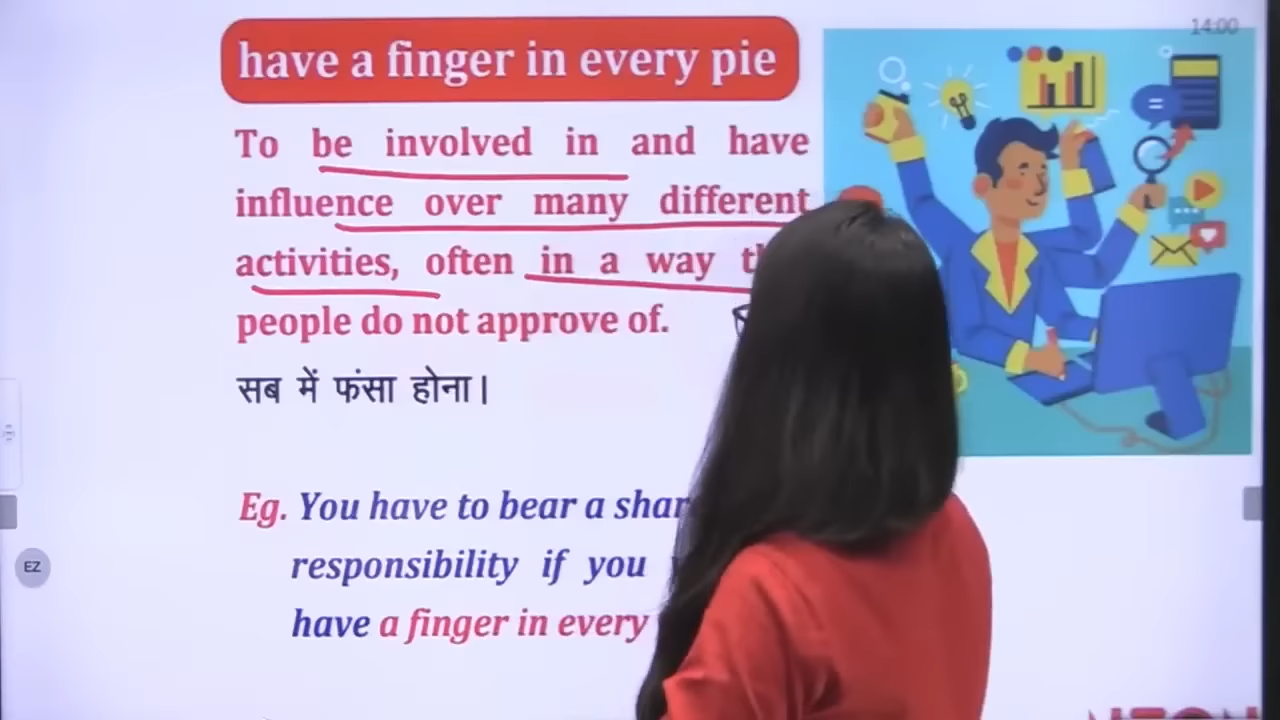 14:00
have a finger in every pie
To be involved in and have
influence over many different
activities, often in a way
people do not approve of.
सब में फंसा होना।
Eg. You have to bear a
responsibility if you
have a finger in every
EZ